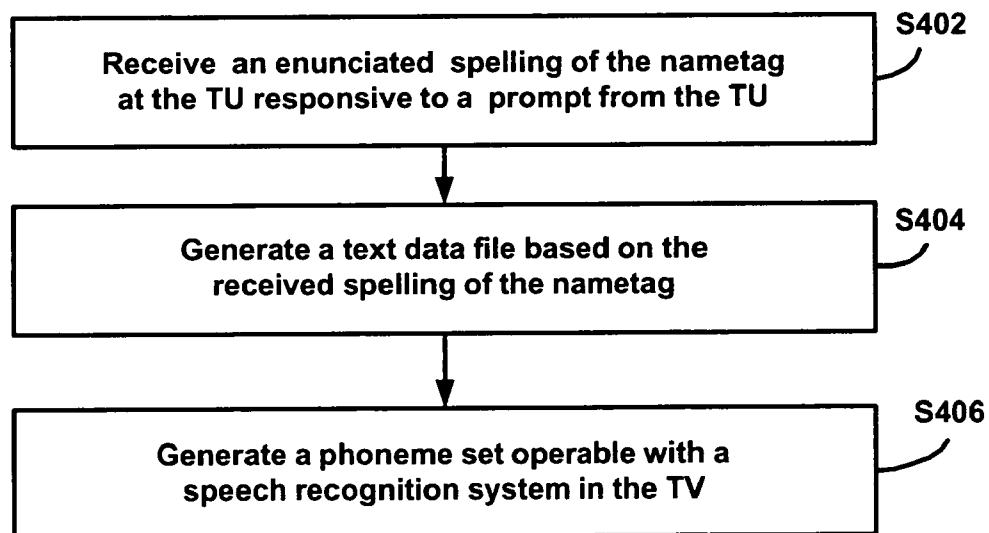 S402
Receive an enunciated spelling of the nametag
at the TU responsive to a prompt from the TU
S404
Generate a text data file based on the
received spelling of the nametag
S406
Generate a phoneme set operable with a
speech recognition system in the TV